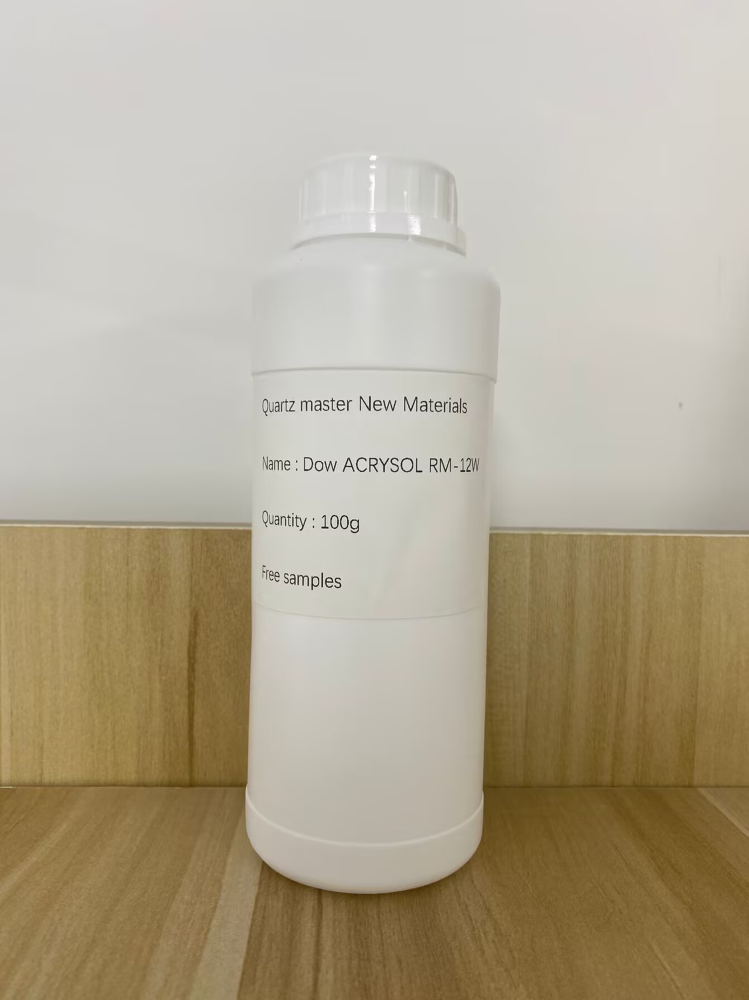 Quartz master New Materials
Name : Dow ACRYSOL RM-12W
Quantity : 100g
Free samples